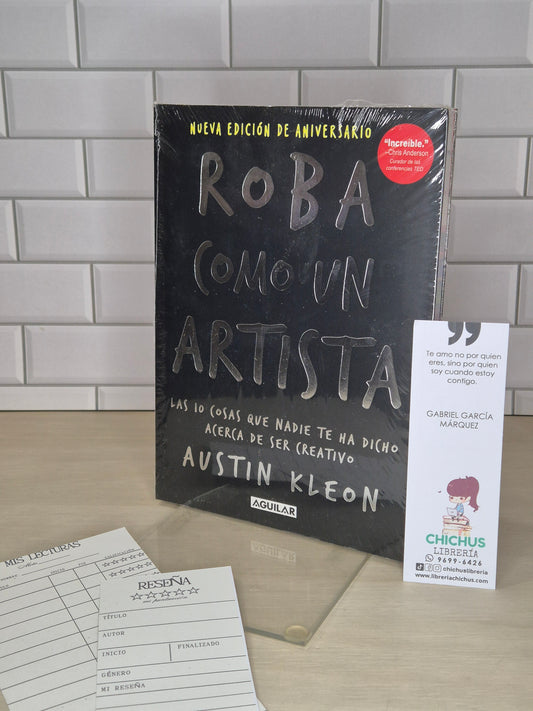 NUEVA EDICIÓN DE ANIVERSARIO
"Increíble."
–Chris Anderson
Curador de las
conferencias TED
ROBA
COMO UN
ARTISTA
LAS 10 COSAS QUE NADIE TE HA DICHO
ACERCA DE SER CREATIVO
AUSTIN KLEON
AGUILAR
Te amo no por quien
eres, sino por quien
soy cuando estoy
contigo.
GABRIEL GARCÍA
MÁRQUEZ
CHICHUS
LIBRERÍA
9699-6426
chichuslibreria
www.libreriachichus.com
MIS LECTURAS
RESEÑA
TÍTULO
AUTOR
INICIO
FINALIZADO
GÉNERO
MI RESEÑA